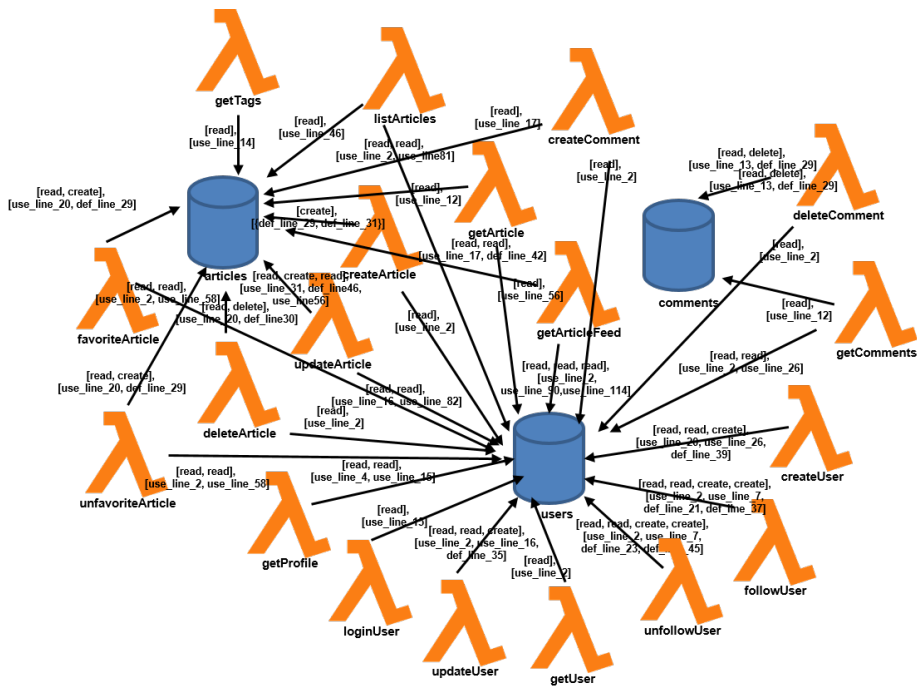 getTags
listArticles
createComment
deleteComment
getComments
getArticle
createArticle
getArticleFeed
articles
comments
users
favoriteArticle
updateArticle
deleteArticle
unfavoriteArticle
getProfile
loginUser
updateUser
getUser
unfollowUser
followUser
createUser
[read],
[use_line_14]
[read],
[use_line_46]
[read],
[use_line_17]
[read, read],
[use_line_2, use_line81]
[read],
[use_line_2]
[read, delete],
[use_line_13, def_line_29]
[read, delete],
[use_line_13, def_line_29]
[read],
[use_line_2]
[read],
[use_line_12]
[read, read],
[use_line_2, use_line_26]
[read, create],
[use_line_20, def_line_29]
[read],
[use_line_12]
[create],
[{(def_line_29, def_line_31)}]
[read, read],
[use_line_17, def_line_42]
[read],
[use_line_56]
[read, create, read],
[use_line_31, def_line46,
use_line56]
[read, read],
[use_line_2, use_line_58]
[read, delete],
[use_line_20, def_line30]
[read],
[use_line_2]
[read, read, read],
[use_line_2,
use_line_90,use_line_114]
[read, create],
[use_line_20, def_line_29]
[read, read],
[use_line_16, use_line_82]
[read],
[use_line_2]
[read, read],
[use_line_2, use_line_58]
[read, read],
[use_line_4, use_line_15]
[read],
[use_line_15]
[read, read, create],
[use_line_2, use_line_16,
def_line_35]
[read],
[use_line_2]
[read, read, create, create],
[use_line_2, use_line_7,
def_line_23, def_line_45]
[read, read, create, create],
[use_line_2, use_line_7,
def_line_21, def_line_37]
[read, read, create]
[use_line_20, use_line_26,
def_line_39]